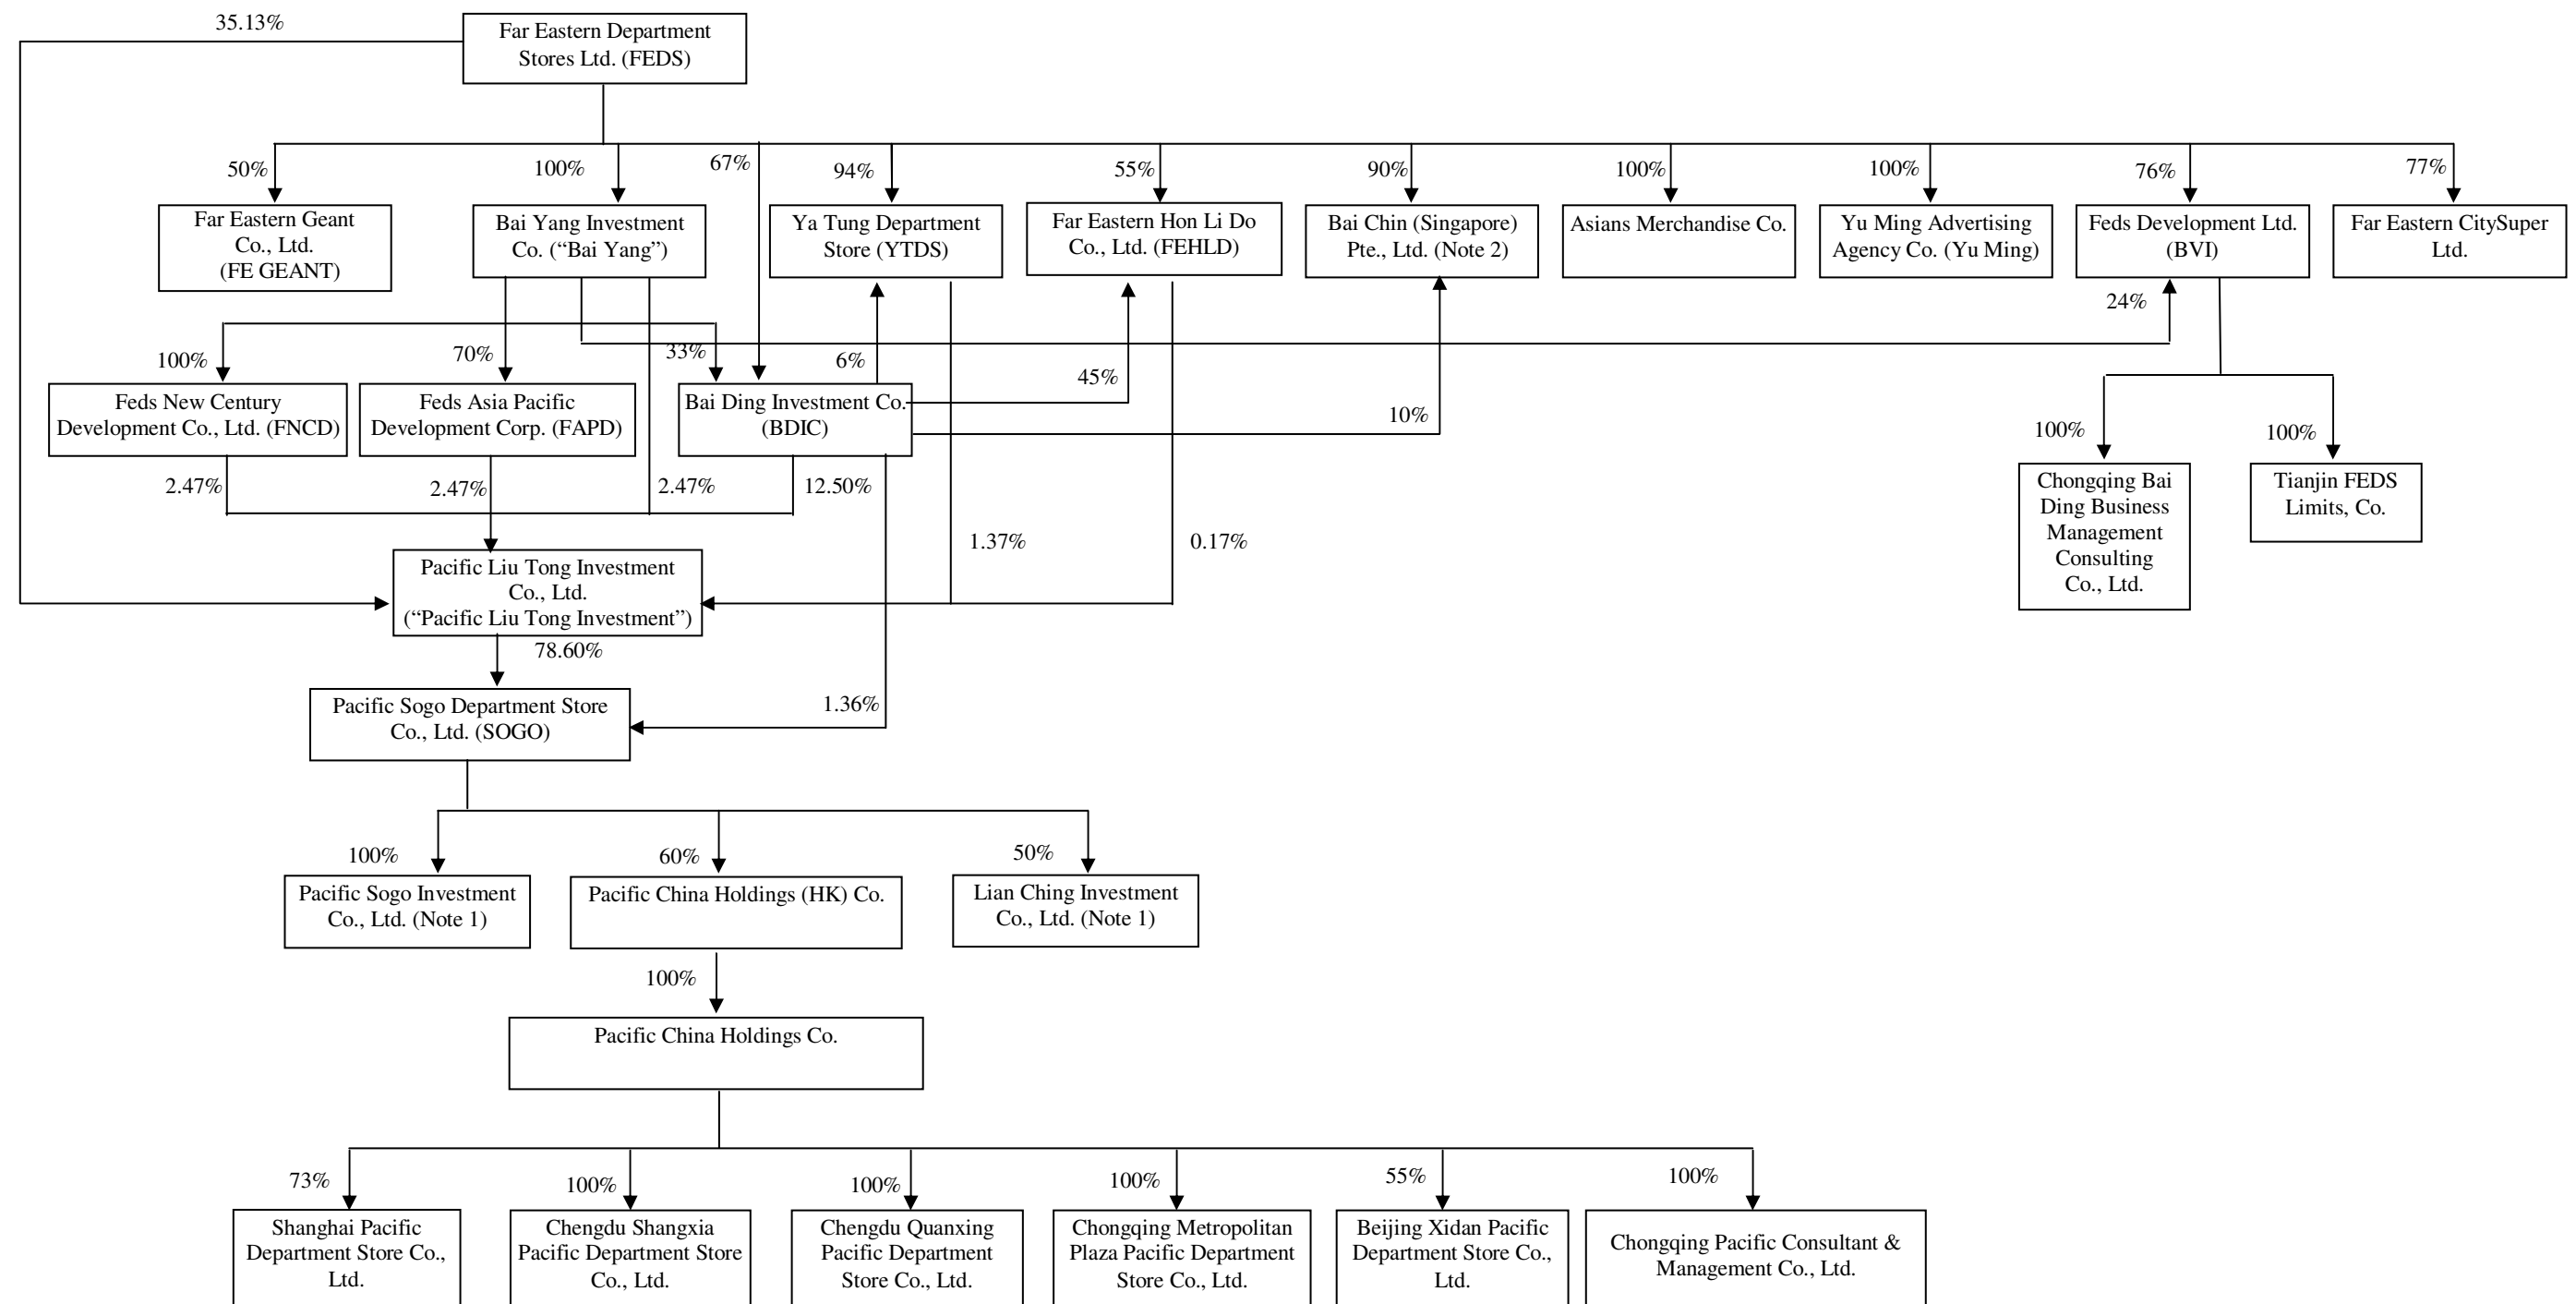 35.13%
Far Eastern Department
Stores Ltd. (FEDS)
50%
100%
67%
94%
55%
90%
100%
100%
76%
77%
Far Eastern Geant
Co., Ltd.
(FE GEANT)
Bai Yang Investment
Co. (“Bai Yang”)
Ya Tung Department
Store (YTDS)
Far Eastern Hon Li Do
Co., Ltd. (FEHLD)
Bai Chin (Singapore)
Pte., Ltd. (Note 2)
Asians Merchandise Co.
Yu Ming Advertising
Agency Co. (Yu Ming)
Feds Development Ltd.
(BVI)
Far Eastern CitySuper
Ltd.
24%
100%
70%
33%
6%
45%
10%
Feds New Century
Development Co., Ltd. (FNCD)
Feds Asia Pacific
Development Corp. (FAPD)
Bai Ding Investment Co.
(BDIC)
100%
100%
2.47%
2.47%
2.47%
12.50%
Chongqing Bai
Ding Business
Management
Consulting
Co., Ltd.
Tianjin FEDS
Limits, Co.
1.37%
0.17%
Pacific Liu Tong Investment
Co., Ltd.
(“Pacific Liu Tong Investment”)
78.60%
1.36%
Pacific Sogo Department Store
Co., Ltd. (SOGO)
100%
60%
50%
Pacific Sogo Investment
Co., Ltd. (Note 1)
Pacific China Holdings (HK) Co.
Lian Ching Investment
Co., Ltd. (Note 1)
100%
Pacific China Holdings Co.
73%
100%
100%
100%
55%
100%
Shanghai Pacific
Department Store Co.,
Ltd.
Chengdu Shangxia
Pacific Department Store
Co., Ltd.
Chengdu Quanxing
Pacific Department
Store Co., Ltd.
Chongqing Metropolitan
Plaza Pacific Department
Store Co., Ltd.
Beijing Xidan Pacific
Department Store Co.,
Ltd.
Chongqing Pacific Consultant &
Management Co., Ltd.